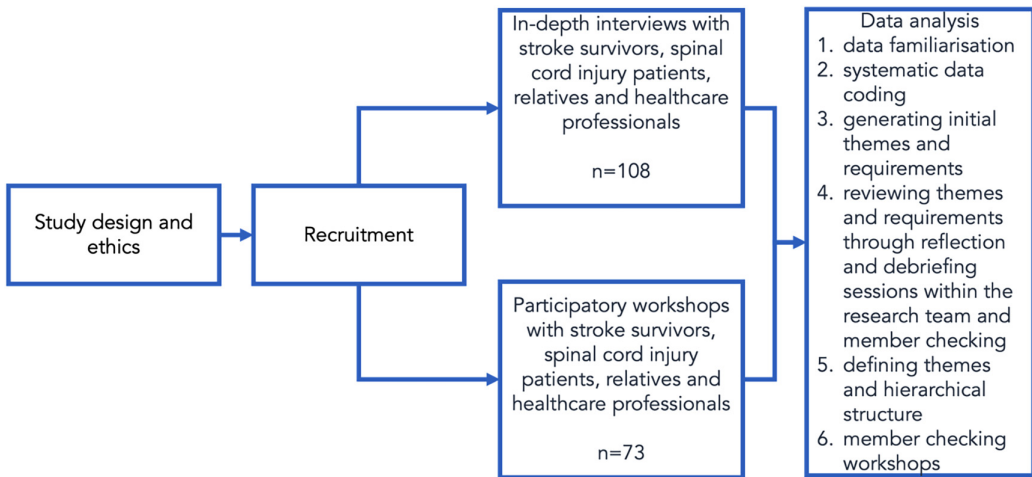 Study design and
ethics
Recruitment
In-depth interviews with
stroke survivors, spinal
cord injury patients,
relatives and healthcare
professionals
n=108
Participatory workshops
with stroke survivors,
spinal cord injury
patients, relatives and
healthcare professionals
n=73
Data analysis
1. data familiarisation
2. systematic data
coding
3. generating initial
themes and
requirements
4. reviewing themes
and requirements
through reflection
and debriefing
sessions within the
research team and
member checking
5. defining themes
and hierarchical
structure
6. member checking
workshops